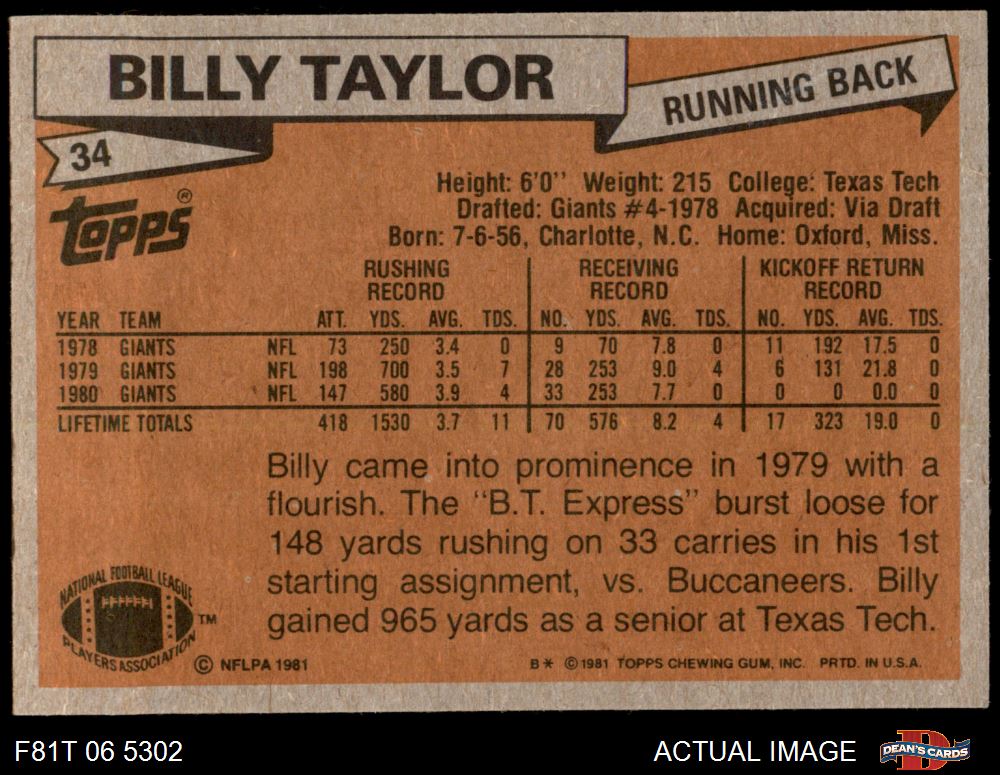 BILLY TAYLOR
RUNNING BACK
34
TOPPS®
Height: 6'0" Weight: 215 College: Texas Tech
Drafted: Giants #4-1978 Acquired: Via Draft
Born: 7-6-56, Charlotte, N.C. Home: Oxford, Miss.
RUSHING RECORD RECEIVING RECORD KICKOFF RETURN RECORD
YEAR TEAM ATT. YDS. AVG. TDS. NO. YDS. AVG. TDS. NO. YDS. AVG. TDS.
1978 GIANTS NFL 73 250 3.4 0 9 70 7.8 0 11 192 17.5 0
1979 GIANTS NFL 198 700 3.5 7 28 253 9.0 4 6 131 21.8 0
1980 GIANTS NFL 147 580 3.9 4 33 253 7.7 0 0 0 0.0 0
LIFETIME TOTALS 418 1530 3.7 11 70 576 8.2 4 17 323 19.0 0
Billy came into prominence in 1979 with a
flourish. The "B.T. Express" burst loose for
148 yards rushing on 33 carries in his 1st
starting assignment, vs. Buccaneers. Billy
gained 965 yards as a senior at Texas Tech.
NATIONAL FOOTBALL LEAGUE
PLAYERS ASSOCIATION
TM
© NFLPA 1981
B* © 1981 TOPPS CHEWING GUM, INC. PRTD. IN U.S.A.
F81T 06 5302
ACTUAL IMAGE
D
DEAN'S CARDS